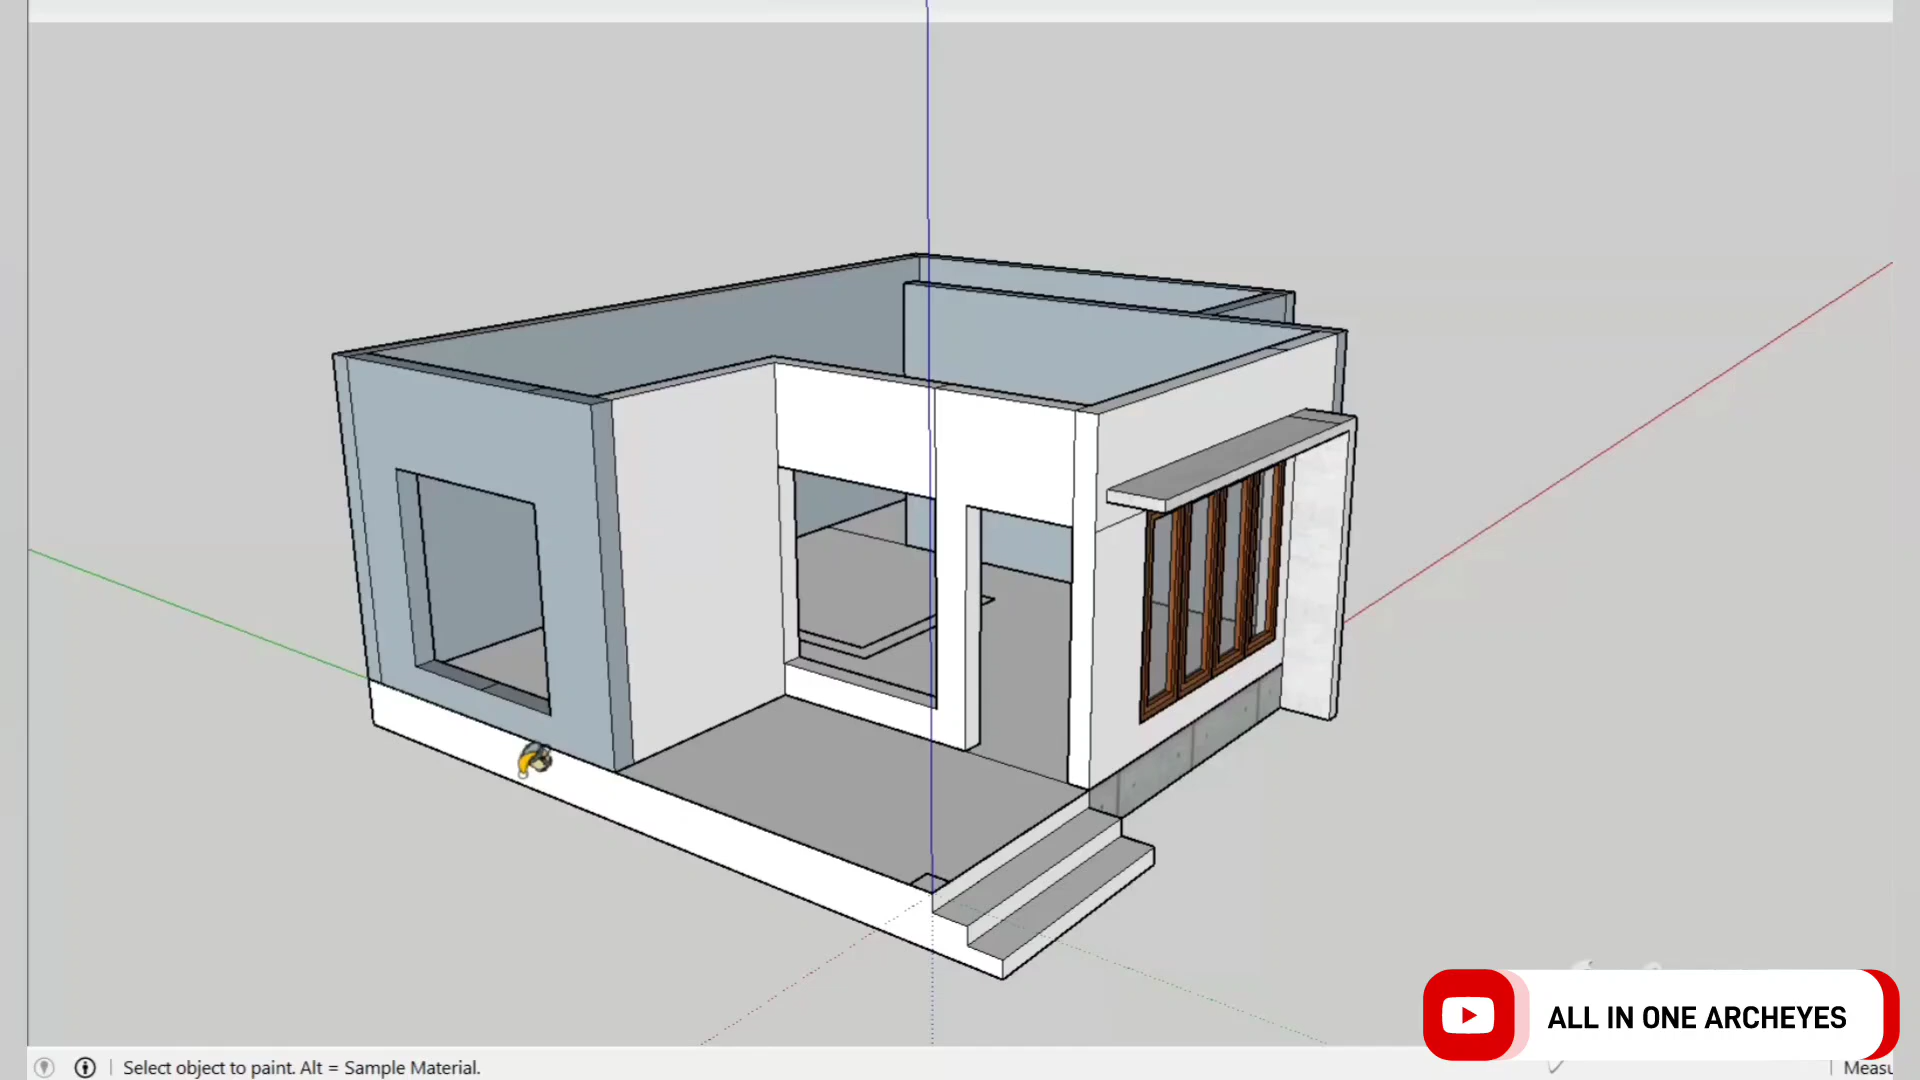 ALL IN ONE ARCHEYES
Select object to paint. Alt = Sample Material.